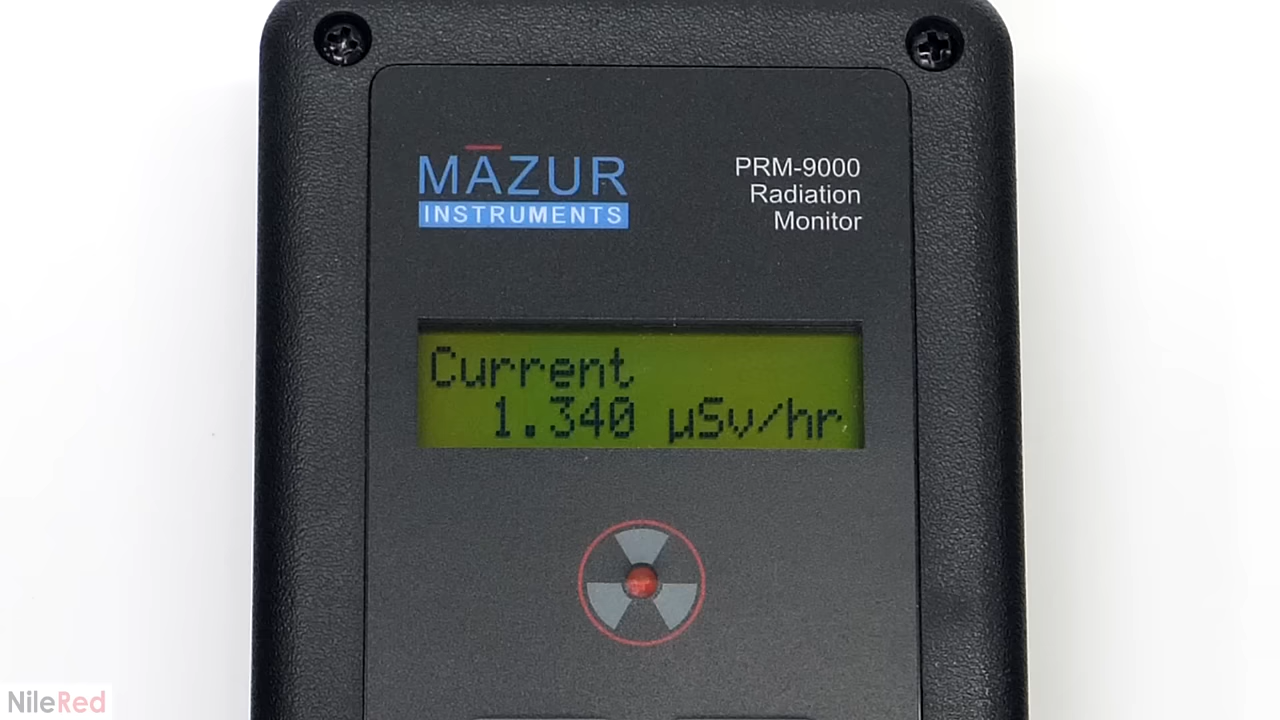 MAZUR
INSTRUMENTS
PRM-9000
Radiation
Monitor
Current
1.340 µSv/hr
NileRed